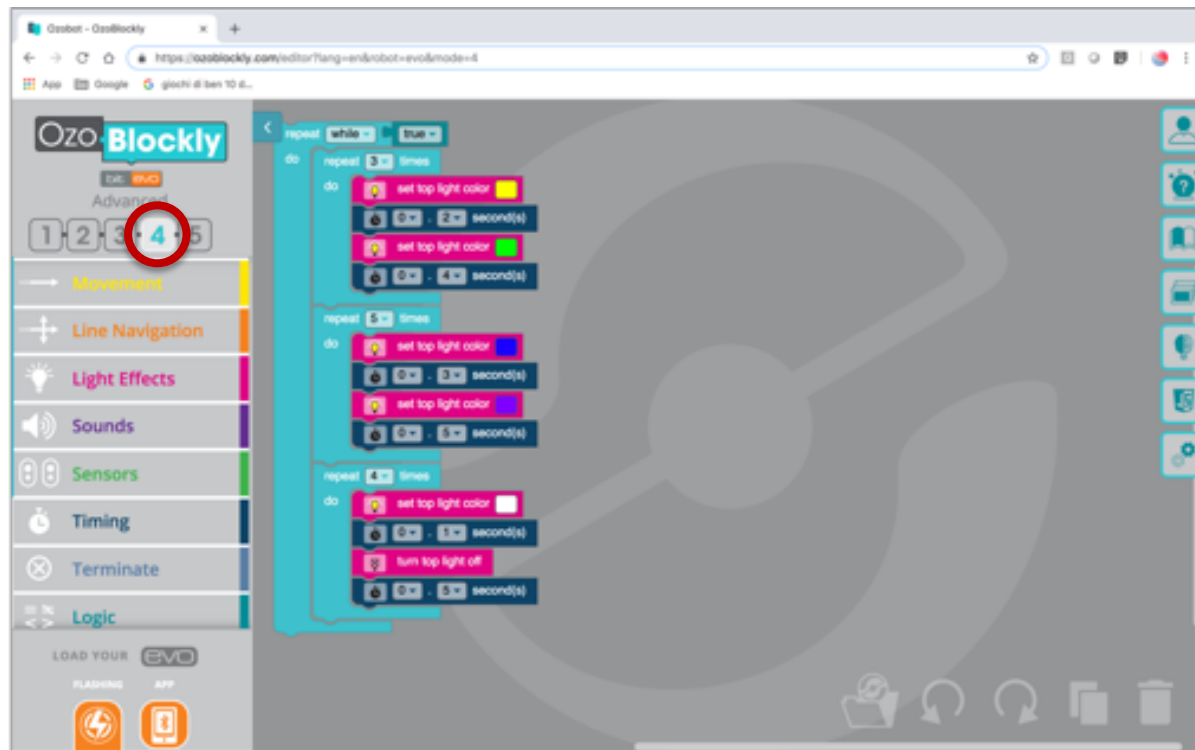 Ozobot - OzoBlockly × +
https://ozoblockly.com/editor?lang=en&robot=evo&mode=4
App Google giochi di ben 10 d...
OZO Blockly
bit evo
Advanced
1 2 3 4 5
Movement
Line Navigation
Light Effects
Sounds
Sensors
Timing
Terminate
Logic
LOAD YOUR evo
FLASHING APP
repeat while true
do repeat 3 times
do set top light color
0 . 2 second(s)
set top light color
0 . 4 second(s)
repeat 5 times
do set top light color
0 . 3 second(s)
set top light color
0 . 5 second(s)
repeat 4 times
do set top light color
0 . 1 second(s)
turn top light off
0 . 5 second(s)